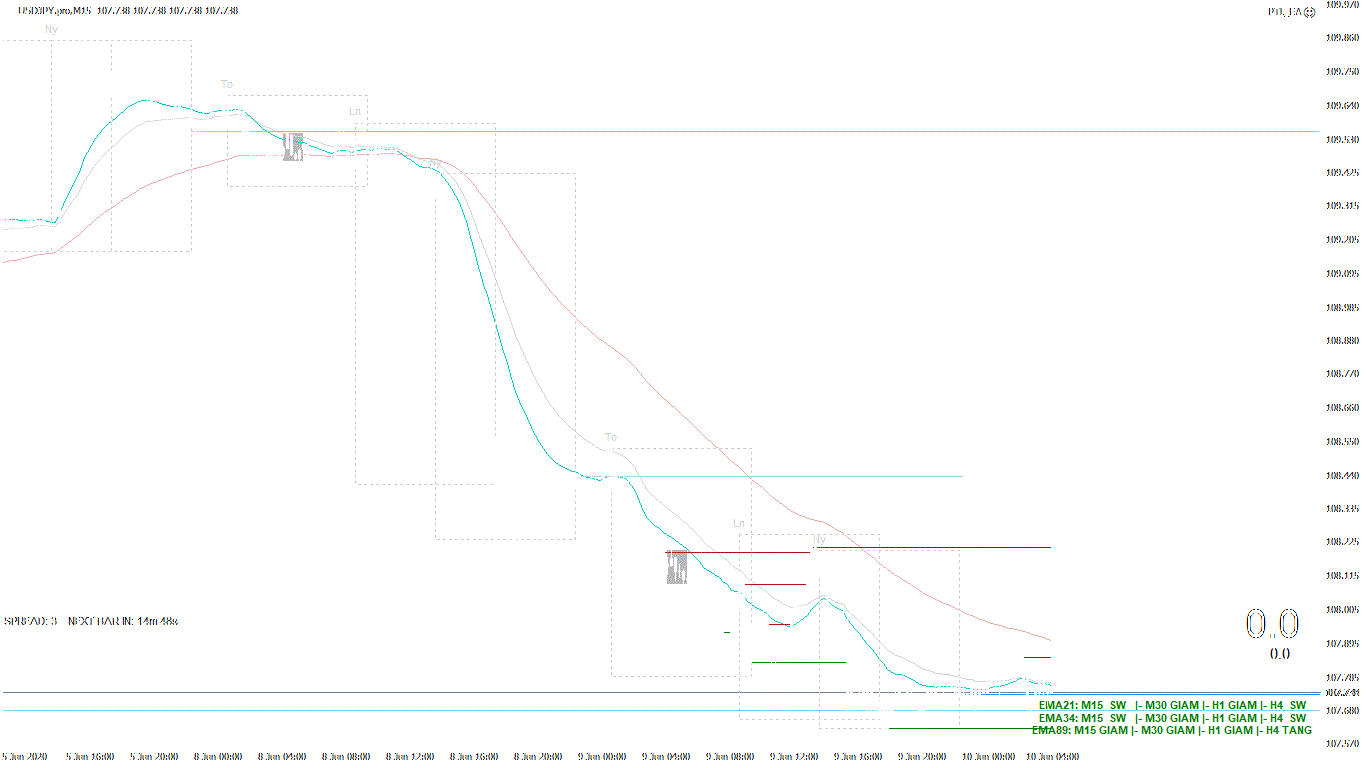 USDJPY.pro,M15 107.738 107.738 107.738 107.738
109.970
Ny
109.860
109.750
To
109.640
Ln
109.530
Ny
109.425
109.315
109.205
109.095
108.985
108.880
108.770
108.660
108.550
To
108.440
108.335
Ln
108.225
Ny
108.115
108.005
SPREAD: 3 NEXT BAR IN: 14m 48s
0.0
107.895
0.0
107.785
107.680
EMA21: M15 SW |- M30 GIAM |- H1 GIAM |- H4 SW
EMA34: M15 SW |- M30 GIAM |- H1 GIAM |- H4 SW
EMA89: M15 GIAM |- M30 GIAM |- H1 GIAM |- H4 TANG
107.570
5 Jun 2020 5 Jun 16:00 5 Jun 20:00 8 Jun 00:00 8 Jun 04:00 8 Jun 08:00 8 Jun 12:00 8 Jun 16:00 8 Jun 20:00 9 Jun 00:00 9 Jun 04:00 9 Jun 08:00 9 Jun 12:00 9 Jun 16:00 9 Jun 20:00 10 Jun 00:00 10 Jun 04:00